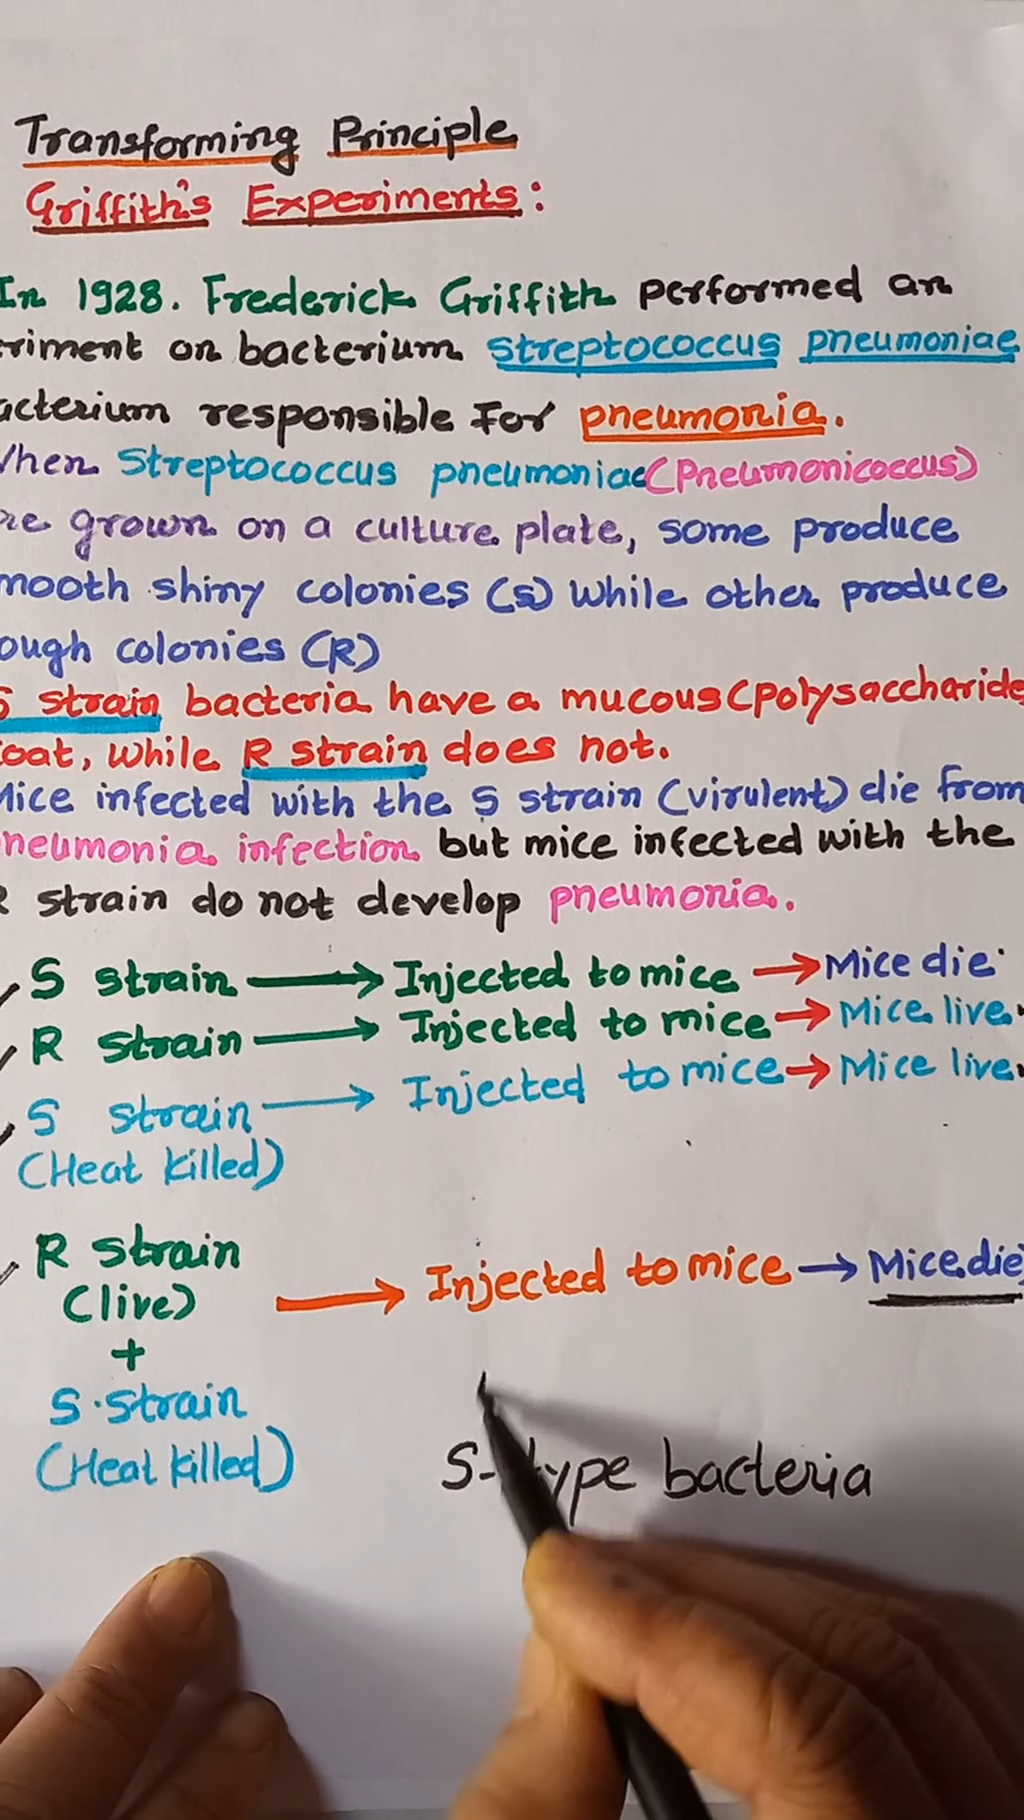 Transforming Principle
Griffith's Experiments:
In 1928. Frederick Griffith performed an
riment on bacterium streptococcus pneumoniae
acterium responsible for pneumonia.
When Streptococcus pneumoniae (Pneumonicoccus)
re grown on a culture plate, some produce
mooth shiny colonies (S) while other produce
ough colonies (R)
S strain bacteria have a mucous (polysaccharide
oat, while R strain does not.
Mice infected with the S strain (virulent) die from
neumonia infection but mice infected with the
R strain do not develop pneumonia.
S strain → Injected to mice → Mice die
R strain → Injected to mice → Mice live
S strain → Injected to mice → Mice live
(Heat killed)
R strain
(live) → Injected to mice → Mice die
+
S strain
(Heat killed)
S-type bacteria